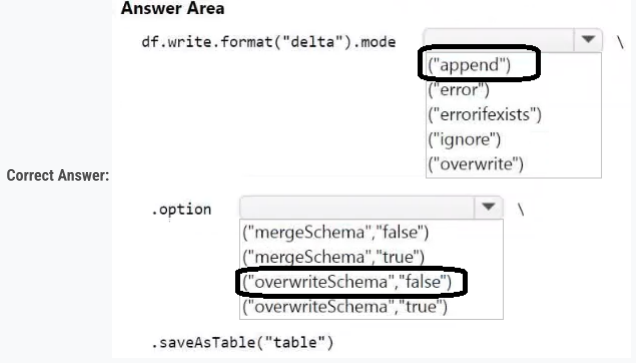 Answer Area
df.write.format("delta").mode \
("append")
("error")
("errorifexists")
("ignore")
("overwrite")
Correct Answer:
.option \
("mergeSchema","false")
("mergeSchema","true")
("overwriteSchema","false")
("overwriteSchema","true")
.saveAsTable("table")